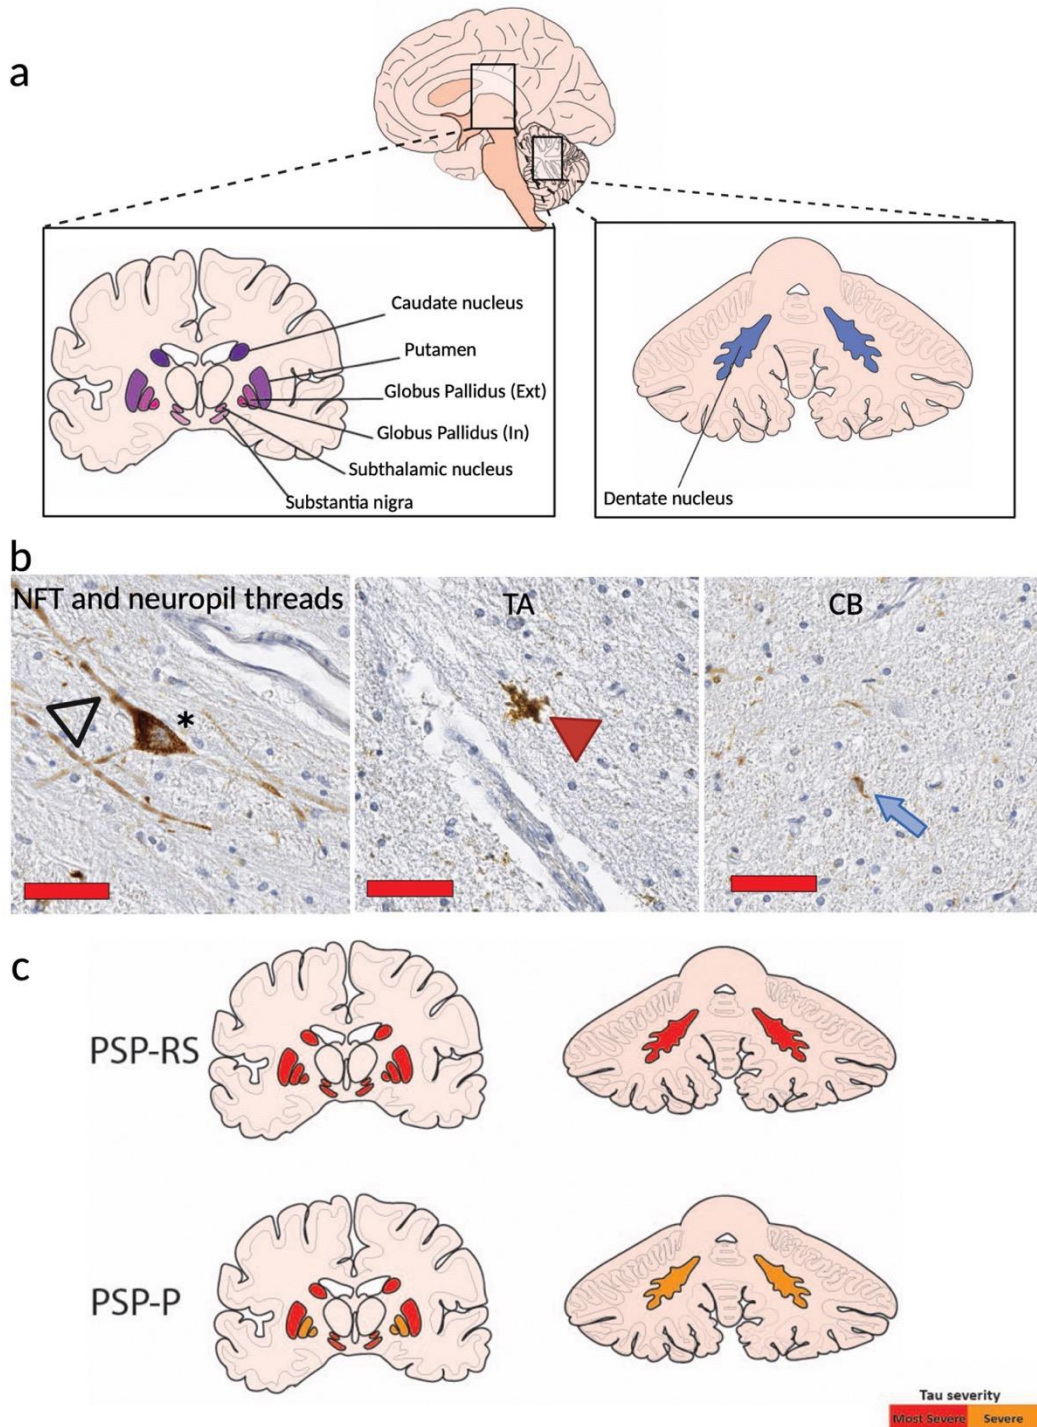 a
Caudate nucleus
Putamen
Globus Pallidus (Ext)
Globus Pallidus (In)
Subthalamic nucleus
Substantia nigra
Dentate nucleus
b
NFT and neuropil threads
TA
CB
*
c
PSP-RS
PSP-P
Tau severity
Most Severe Severe